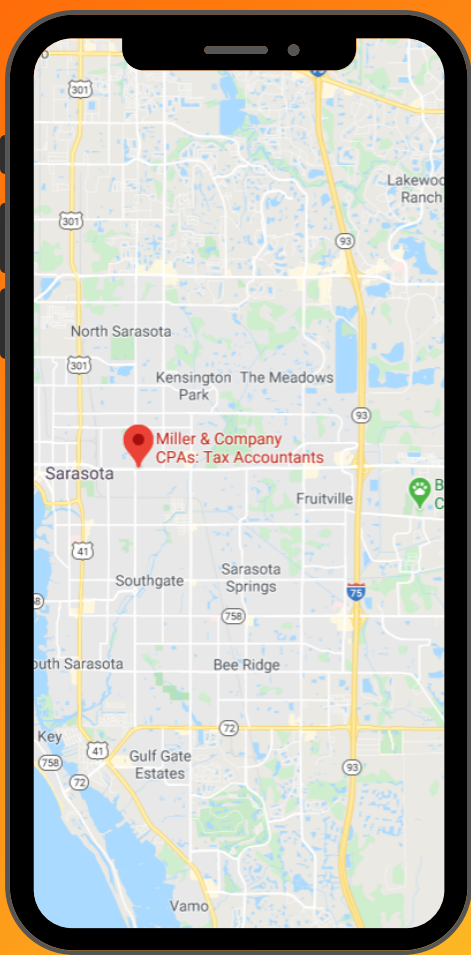 301
Lakewoo
Ranch
301
93
North Sarasota
301
Kensington
Park
The Meadows
93
Miller & Company
CPAs: Tax Accountants
Sarasota
B
C
Fruitville
41
Sarasota
Springs
Southgate
75
8
758
outh Sarasota
Bee Ridge
72
Key
41
758
Gulf Gate
Estates
93
72
Vamo